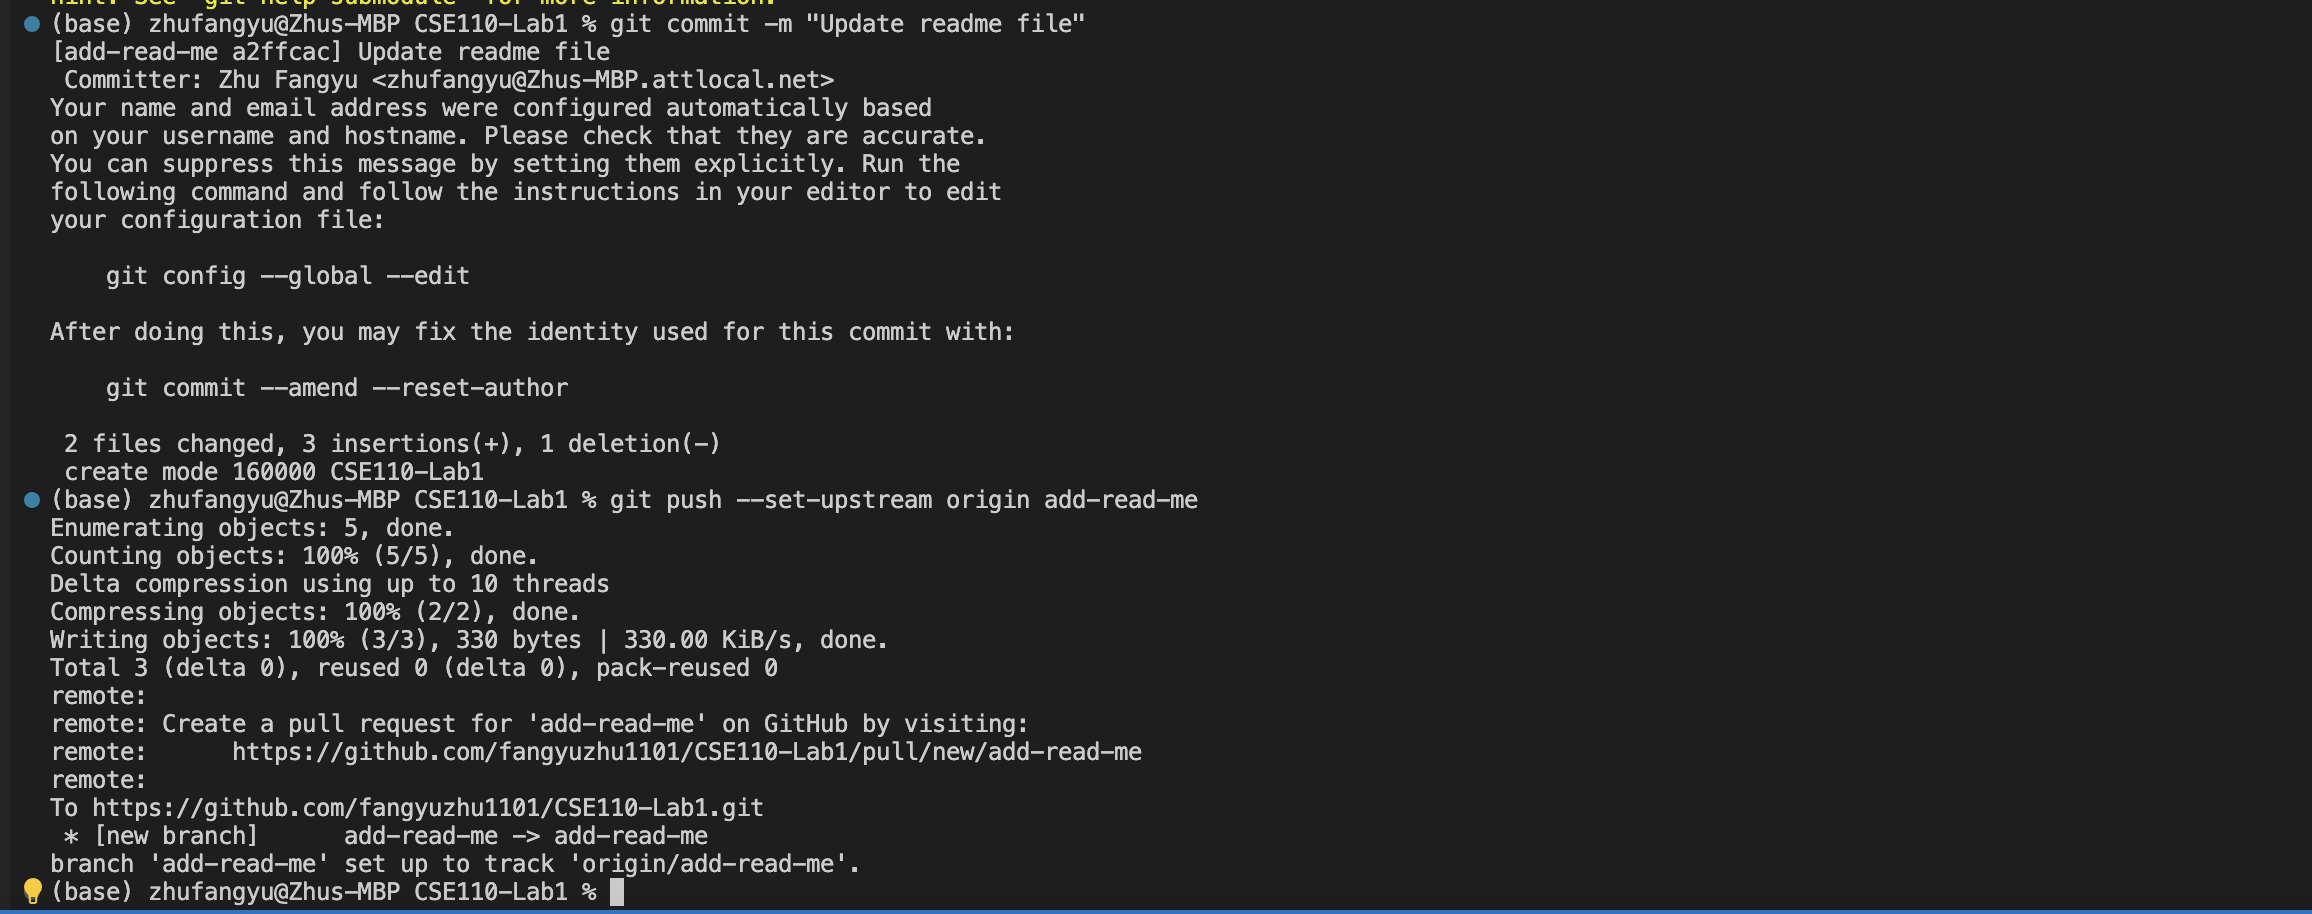 hint: See "git help submodule" for more information.
(base) zhufangyu@Zhus-MBP CSE110-Lab1 % git commit -m "Update readme file"
[add-read-me a2ffcac] Update readme file
 Committer: Zhu Fangyu <zhufangyu@Zhus-MBP.attlocal.net>
Your name and email address were configured automatically based
on your username and hostname. Please check that they are accurate.
You can suppress this message by setting them explicitly. Run the
following command and follow the instructions in your editor to edit
your configuration file:
    git config --global --edit
After doing this, you may fix the identity used for this commit with:
    git commit --amend --reset-author
 2 files changed, 3 insertions(+), 1 deletion(-)
 create mode 160000 CSE110-Lab1
(base) zhufangyu@Zhus-MBP CSE110-Lab1 % git push --set-upstream origin add-read-me
Enumerating objects: 5, done.
Counting objects: 100% (5/5), done.
Delta compression using up to 10 threads
Compressing objects: 100% (2/2), done.
Writing objects: 100% (3/3), 330 bytes | 330.00 KiB/s, done.
Total 3 (delta 0), reused 0 (delta 0), pack-reused 0
remote:
remote: Create a pull request for 'add-read-me' on GitHub by visiting:
remote:      https://github.com/fangyuzhu1101/CSE110-Lab1/pull/new/add-read-me
remote:
To https://github.com/fangyuzhu1101/CSE110-Lab1.git
 * [new branch]      add-read-me -> add-read-me
branch 'add-read-me' set up to track 'origin/add-read-me'.
(base) zhufangyu@Zhus-MBP CSE110-Lab1 %